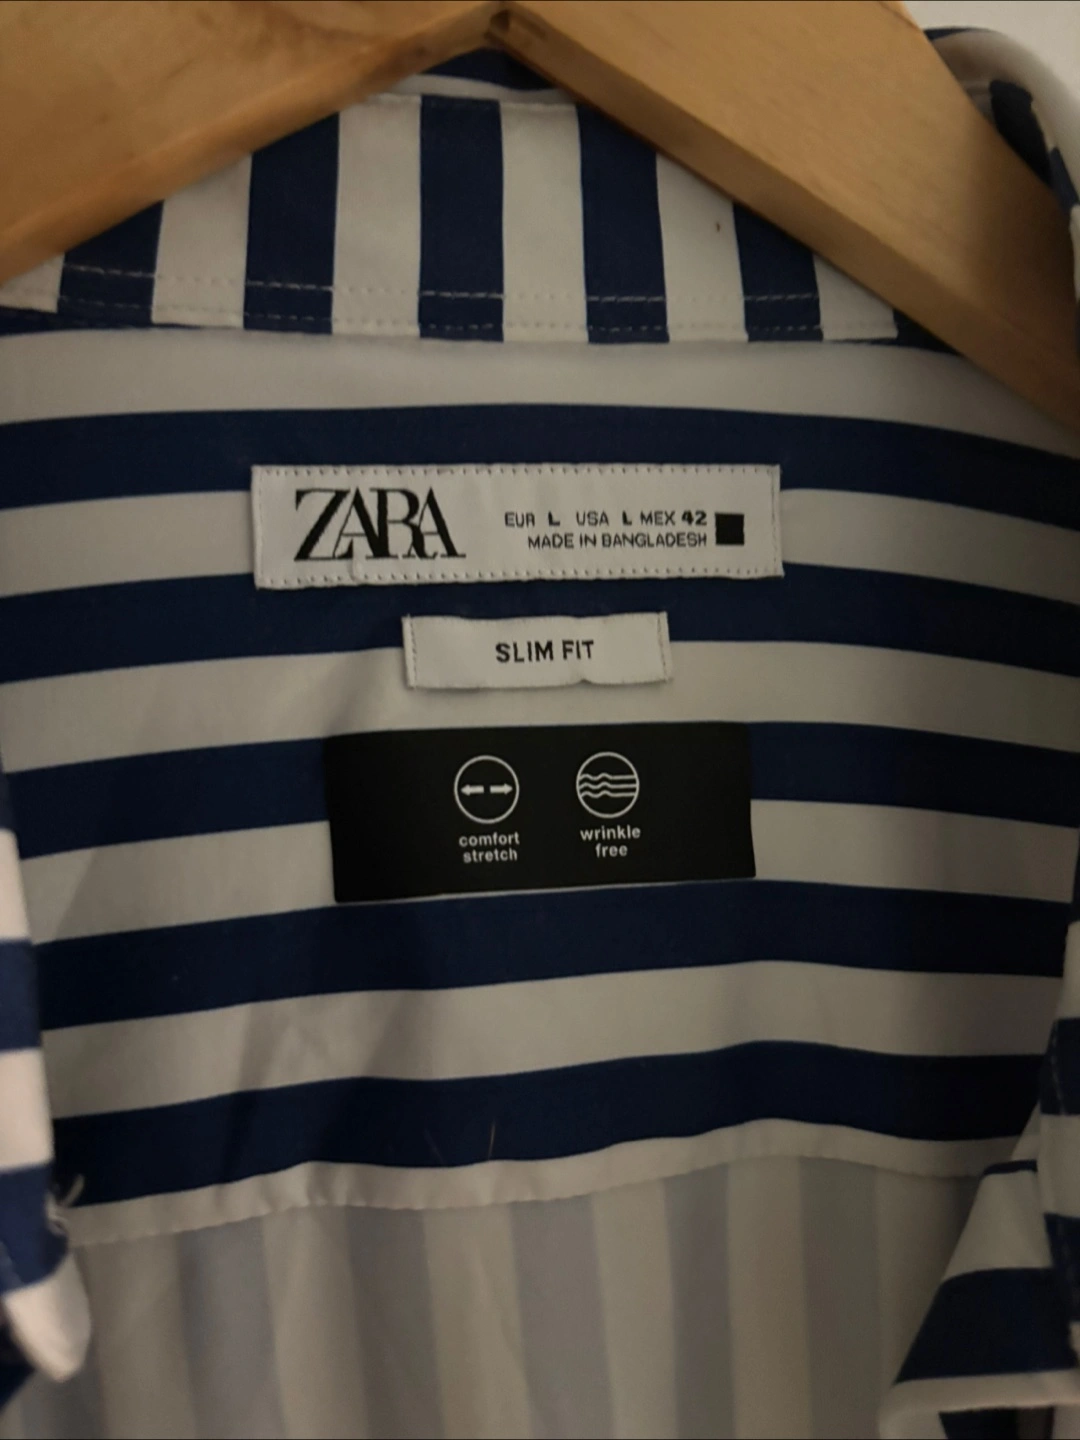 ZARA
EUR L USA L MEX 42
MADE IN BANGLADESH
SLIM FIT
comfort
stretch
wrinkle
free